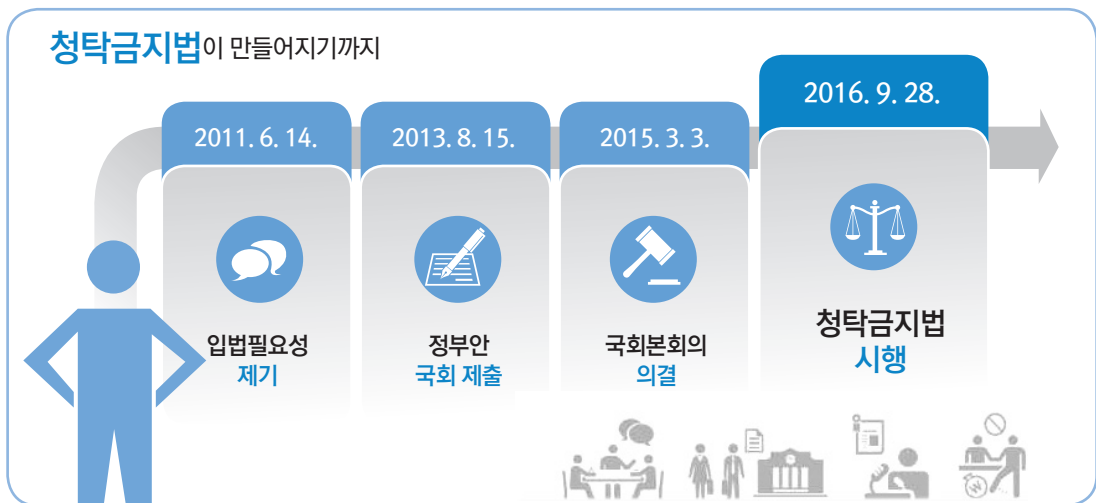 청탁금지법이 만들어지기까지
2011. 6. 14.
입법필요성
제기
2013. 8. 15.
정부안
국회 제출
2015. 3. 3.
국회본회의
의결
2016. 9. 28.
청탁금지법
시행
W